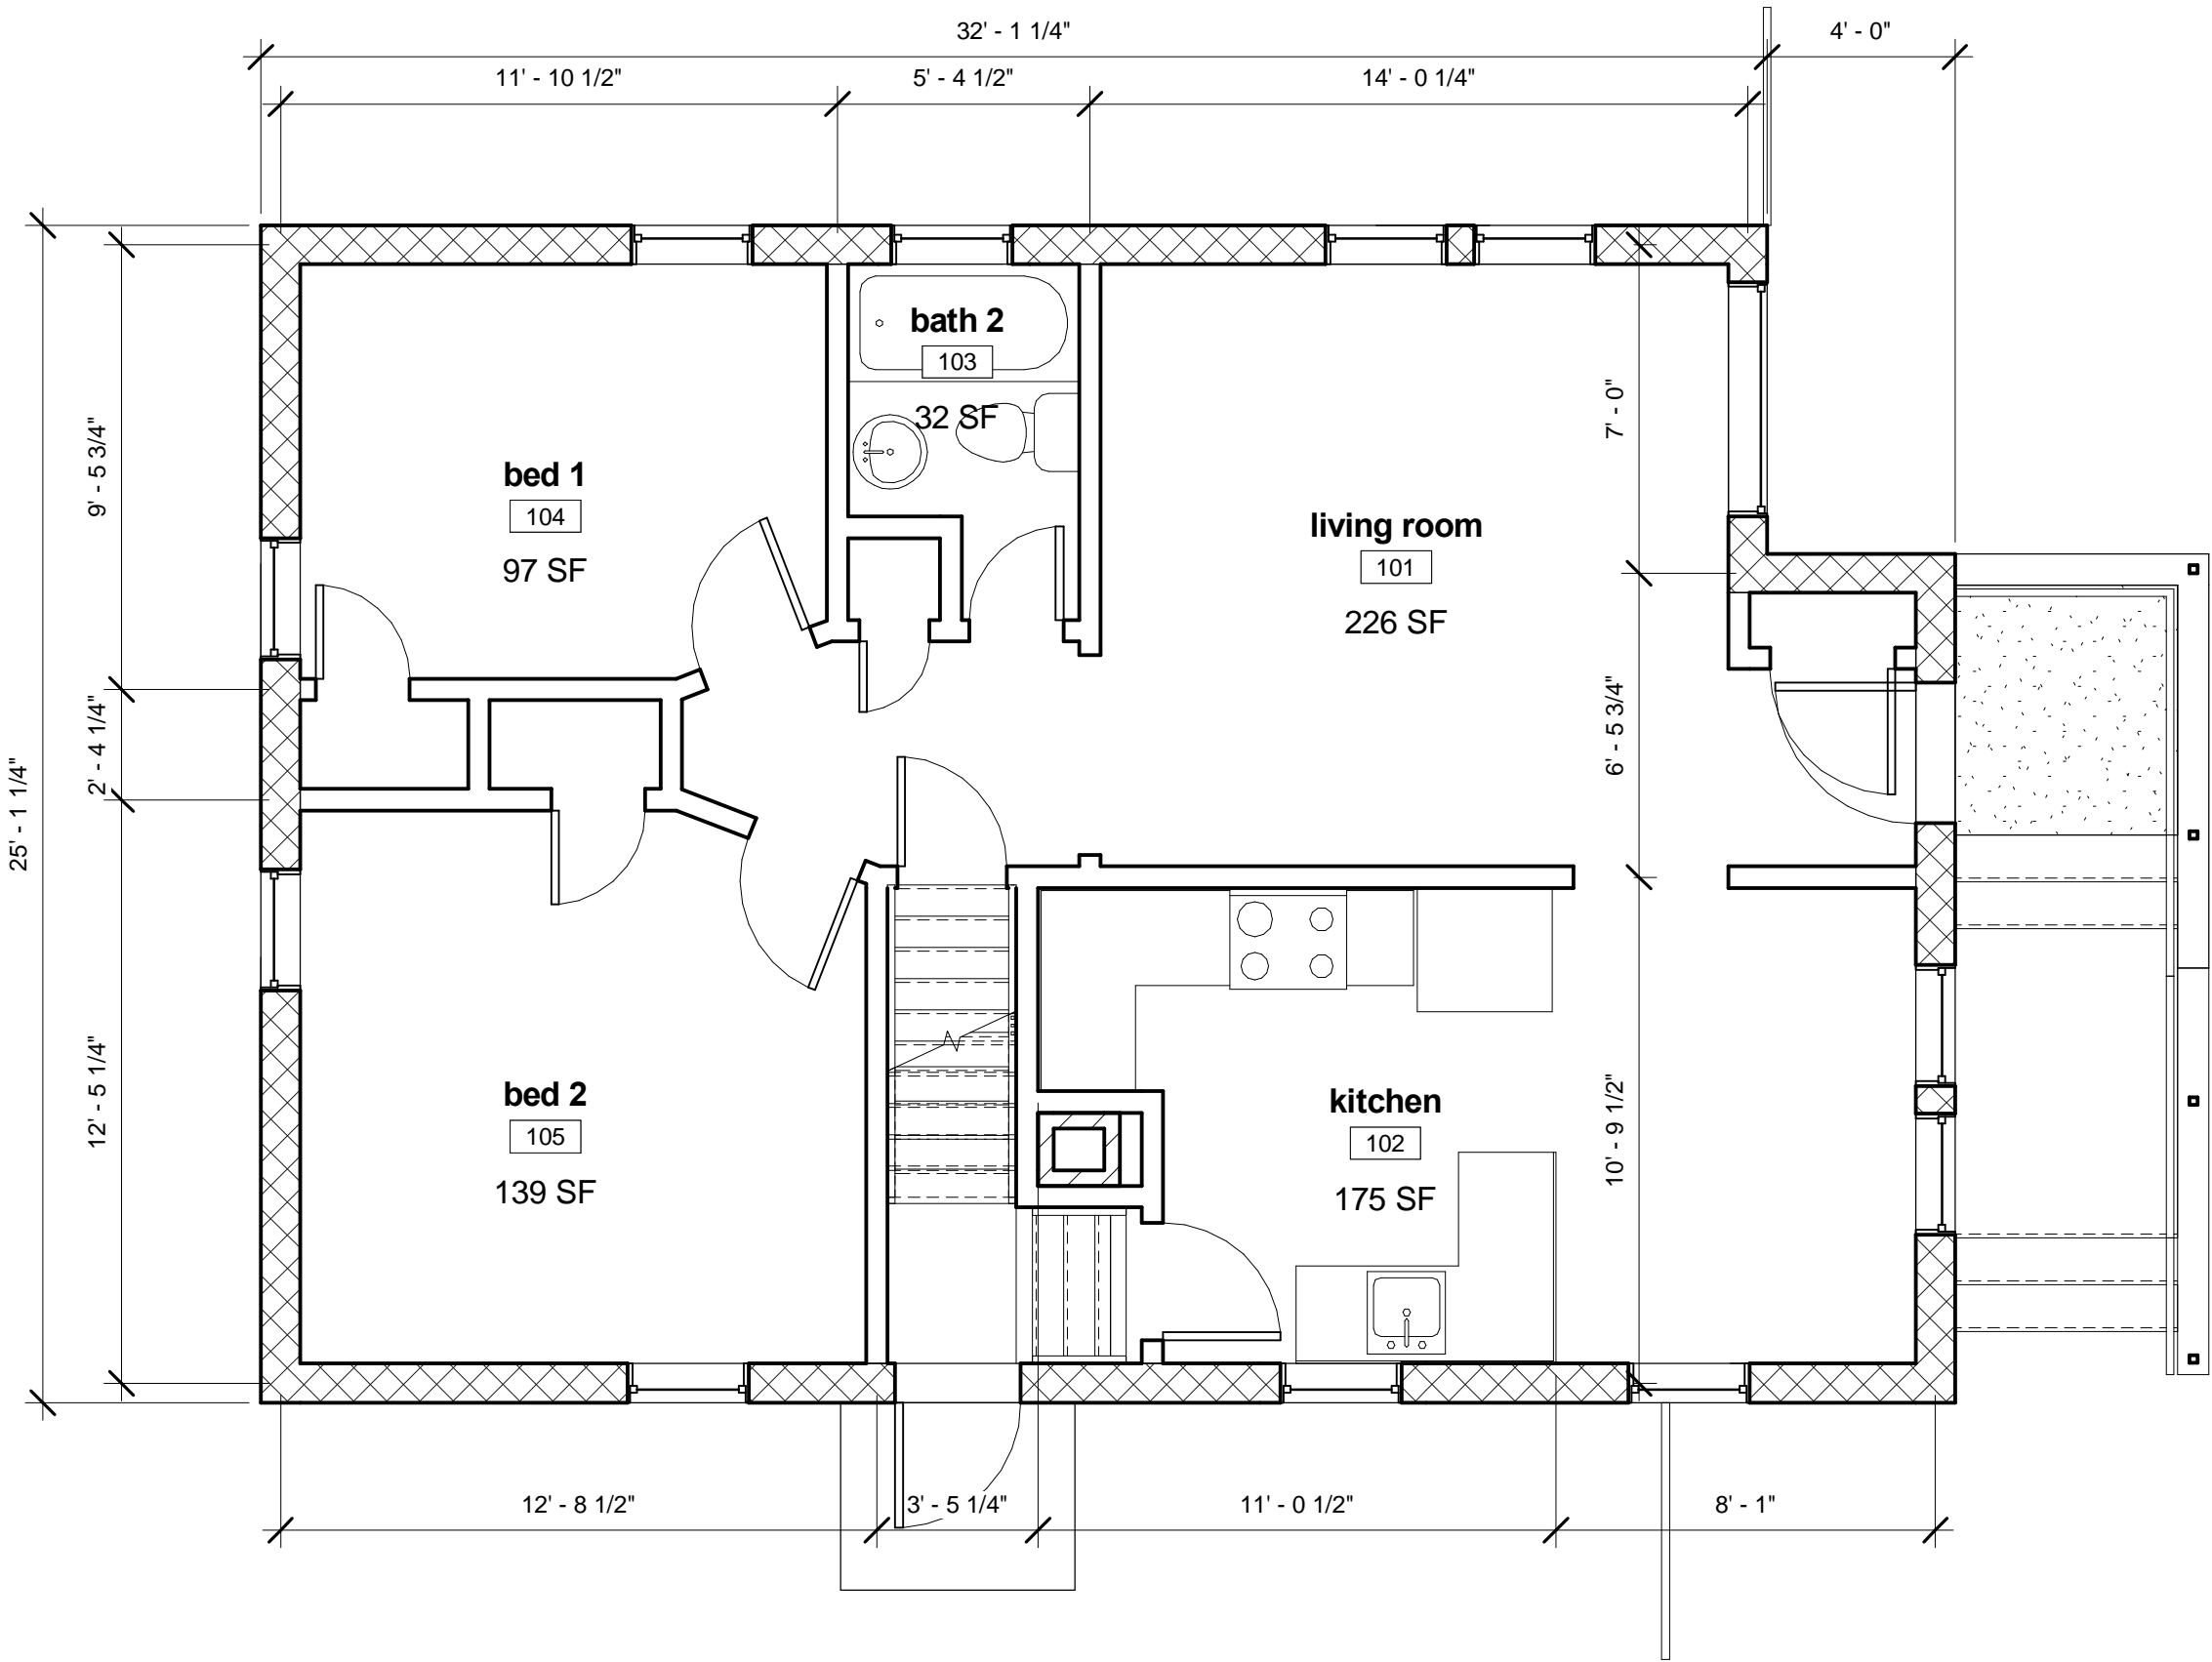 32' - 1 1/4"
4' - 0"
11' - 10 1/2"
5' - 4 1/2"
14' - 0 1/4"
bath 2
103
32 SF
7' - 0"
9' - 5 3/4"
bed 1
104
97 SF
living room
101
226 SF
6' - 5 3/4"
2' - 4 1/4"
25' - 1 1/4"
12' - 5 1/4"
bed 2
105
139 SF
kitchen
102
175 SF
10' - 9 1/2"
12' - 8 1/2"
3' - 5 1/4"
11' - 0 1/2"
8' - 1"